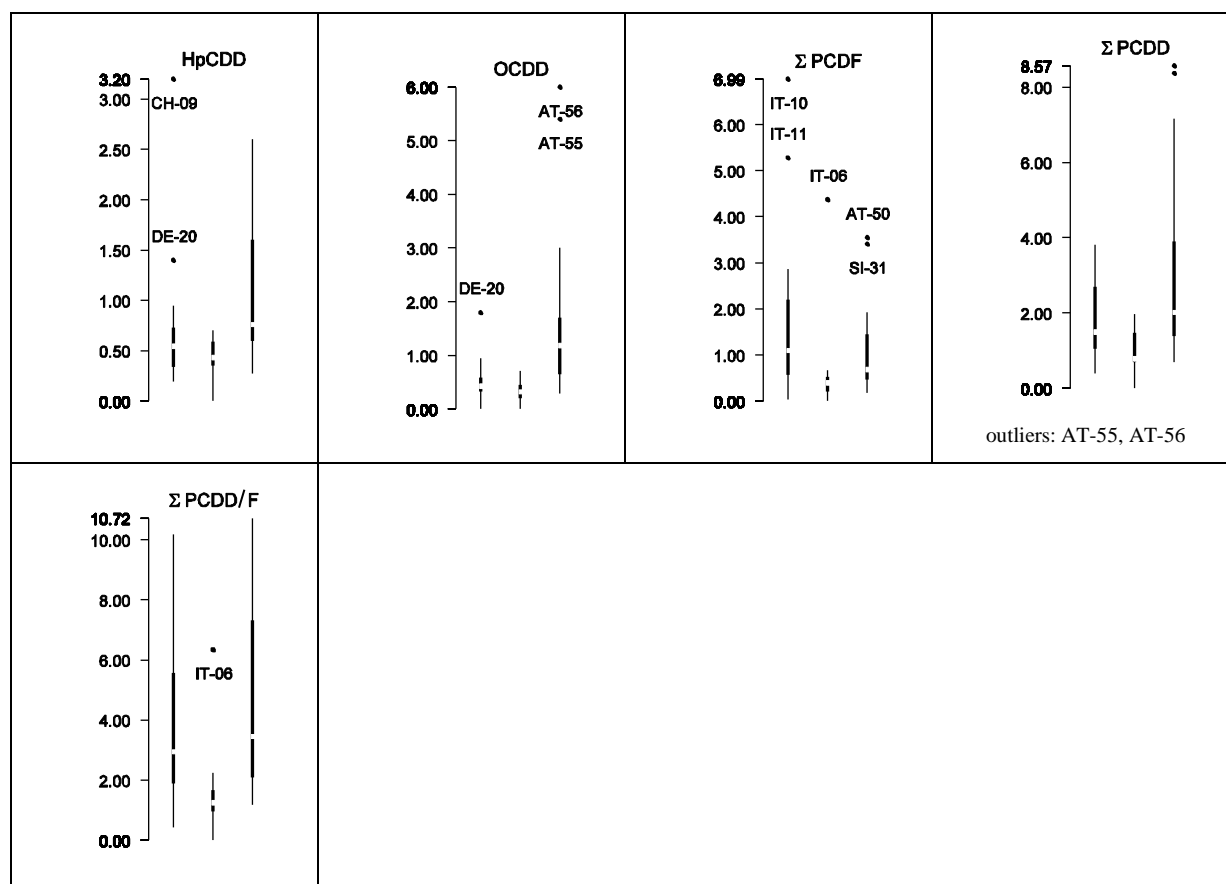 HpCDD
3.20
3.00
CH-09
2.50
2.00
DE-20
1.50
1.00
0.50
0.00
OCDD
6.00
AT-56
AT-55
5.00
4.00
3.00
DE-20
2.00
1.00
0.00
Σ PCDF
6.99
IT-10
6.00
IT-11
5.00
IT-06
4.00
AT-50
3.00
SI-31
2.00
1.00
0.00
Σ PCDD
8.57
8.00
6.00
4.00
2.00
0.00
outliers: AT-55, AT-56
Σ PCDD/F
10.72
10.00
8.00
6.00
IT-06
4.00
2.00
0.00